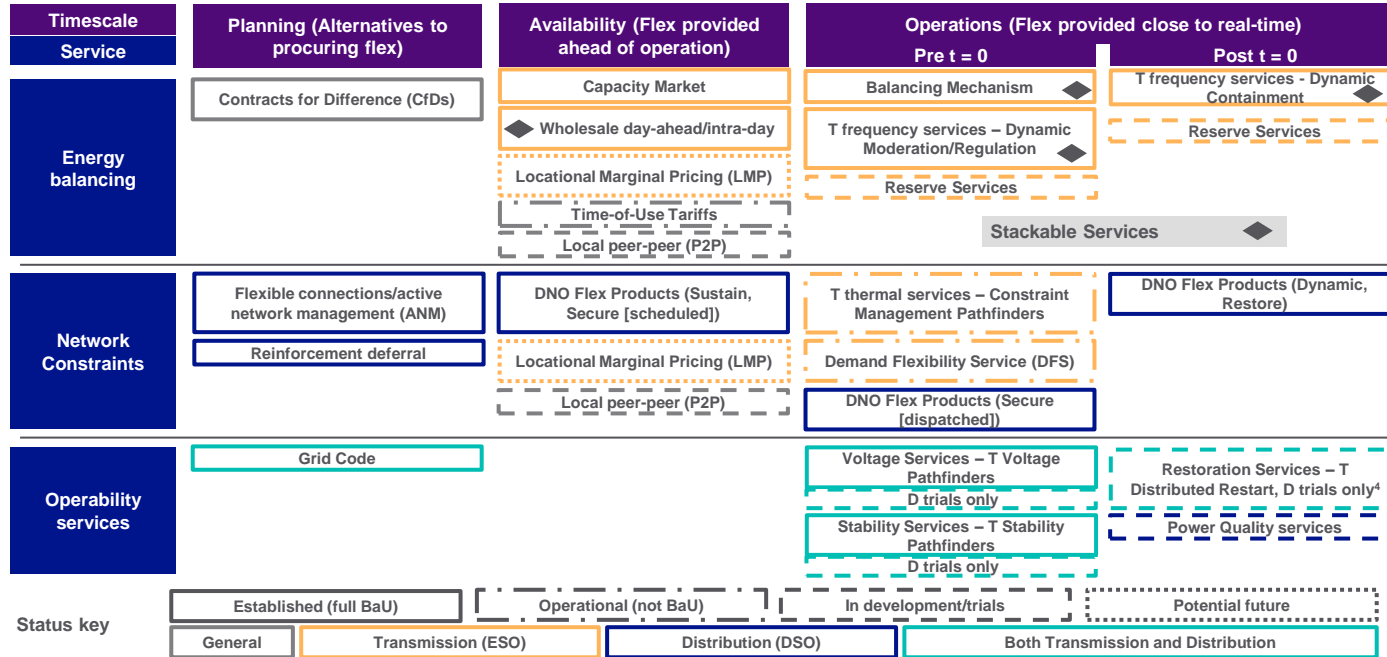 Timescale
Service
Planning (Alternatives to
procuring flex)
Availability (Flex provided
ahead of operation)
Operations (Flex provided close to real-time)
Pre t = 0
Post t = 0
Energy
balancing
Contracts for Difference (CfDs)
Capacity Market
Wholesale day-ahead/intra-day
Locational Marginal Pricing (LMP)
Time-of-Use Tariffs
Local peer-peer (P2P)
Balancing Mechanism
T frequency services – Dynamic
Moderation/Regulation
Reserve Services
T frequency services - Dynamic
Containment
Reserve Services
Stackable Services
Network
Constraints
Flexible connections/active
network management (ANM)
Reinforcement deferral
DNO Flex Products (Sustain,
Secure [scheduled])
Locational Marginal Pricing (LMP)
Local peer-peer (P2P)
T thermal services – Constraint
Management Pathfinders
Demand Flexibility Service (DFS)
DNO Flex Products (Secure
[dispatched])
DNO Flex Products (Dynamic,
Restore)
Operability
services
Grid Code
Voltage Services – T Voltage
Pathfinders
D trials only
Stability Services – T Stability
Pathfinders
D trials only
Restoration Services – T
Distributed Restart, D trials only⁴
Power Quality services
Status key
Established (full BaU)
Operational (not BaU)
In development/trials
Potential future
General
Transmission (ESO)
Distribution (DSO)
Both Transmission and Distribution